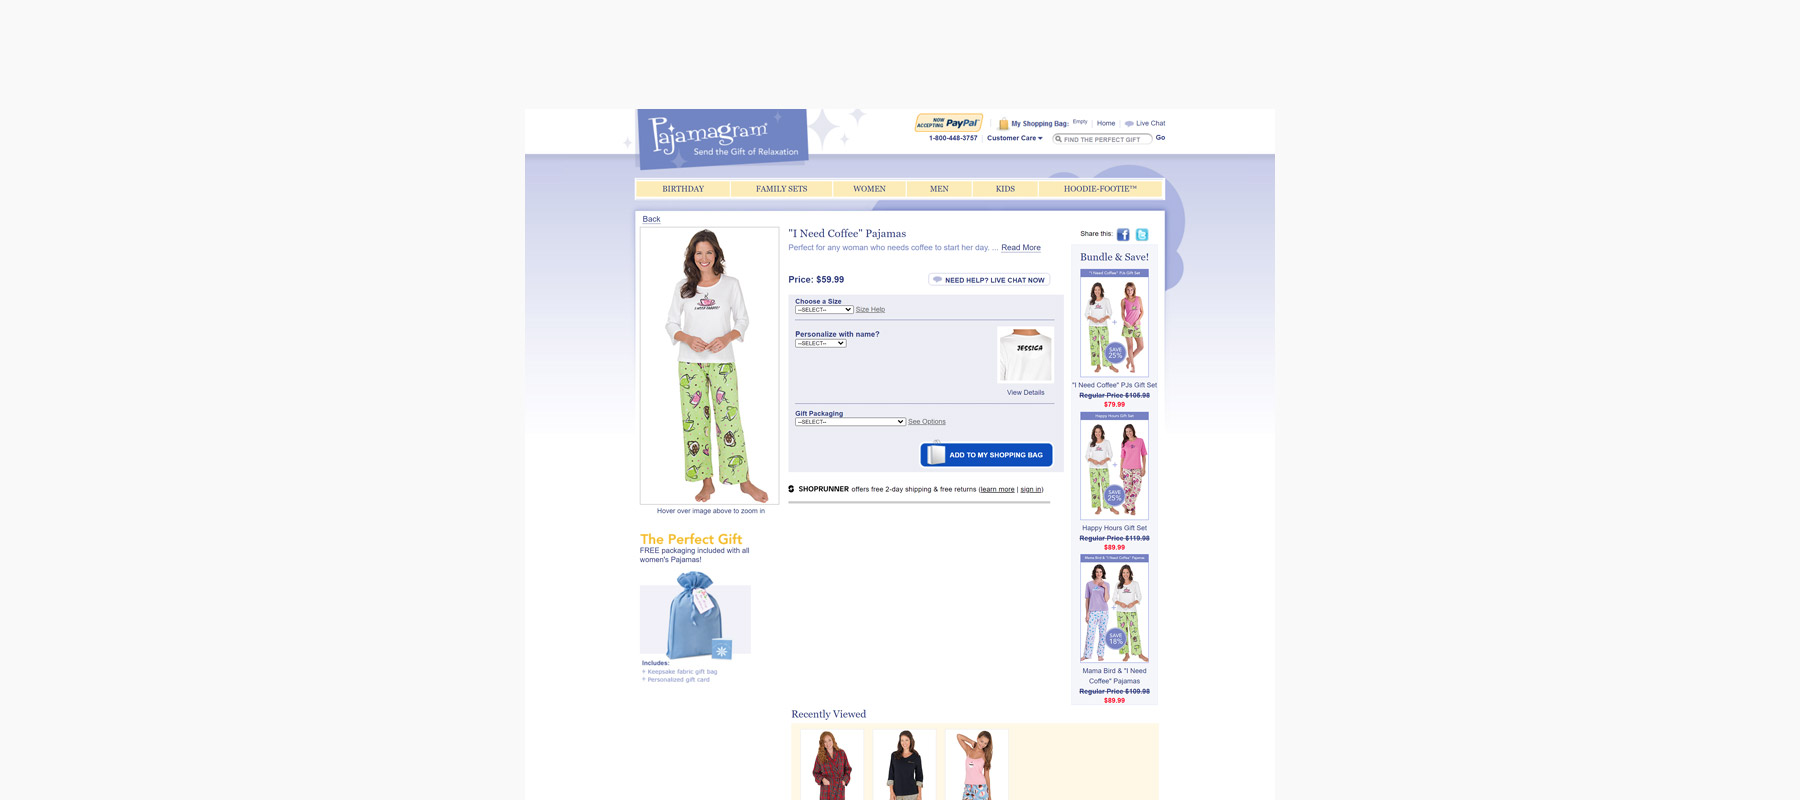 Pajamagram®
Send the Gift of Relaxation
NOW ACCEPTING PayPal
My Shopping Bag: Empty
Home
Live Chat
1-800-448-3757
Customer Care
FIND THE PERFECT GIFT
Go
BIRTHDAY
FAMILY SETS
WOMEN
MEN
KIDS
HOODIE-FOOTIE™
Back
"I Need Coffee" Pajamas
Perfect for any woman who needs coffee to start her day. ... Read More
Price: $59.99
NEED HELP? LIVE CHAT NOW
Choose a Size
--SELECT-- Size Help
Personalize with name?
--SELECT--
JESSICA
View Details
Gift Packaging
--SELECT-- See Options
ADD TO MY SHOPPING BAG
SHOPRUNNER offers free 2-day shipping & free returns (learn more | sign in)
Hover over image above to zoom in
The Perfect Gift
FREE packaging included with all
women's Pajamas!
Includes:
+ Keepsake fabric gift bag
+ Personalized gift card
Share this:
Bundle & Save!
"I Need Coffee" PJs Gift Set
SAVE
25%
"I Need Coffee" PJs Gift Set
Regular Price $108.98
$79.99
Happy Hours Gift Set
SAVE
25%
Happy Hours Gift Set
Regular Price $119.98
$89.99
Mama Bird & "I Need Coffee" Pajamas
SAVE
18%
Mama Bird & "I Need
Coffee" Pajamas
Regular Price $109.98
$89.99
Recently Viewed